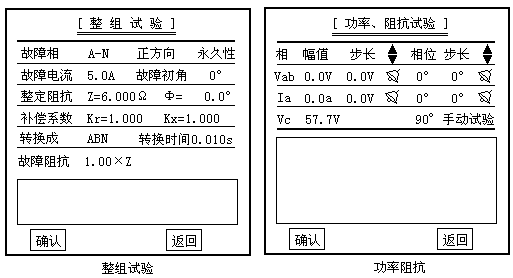 [ 整 组 试 验 ]
故障相 A-N 正方向 永久性
故障电流 5.0A 故障初角 0°
整定阻抗 Z=6.000Ω Φ= 0.0°
补偿系数 Kr=1.000 Kx=1.000
转换成 ABN 转换时间0.010s
故障阻抗 1.00×Z
确认 返回
整组试验
[ 功率、阻抗试验 ]
相 幅值 步长 相位 步长
Vab 0.0V 0.0V 0° 0°
Ia 0.0a 0.0V 0° 0°
Vc 57.7V 90° 手动试验
确认 返回
功率阻抗